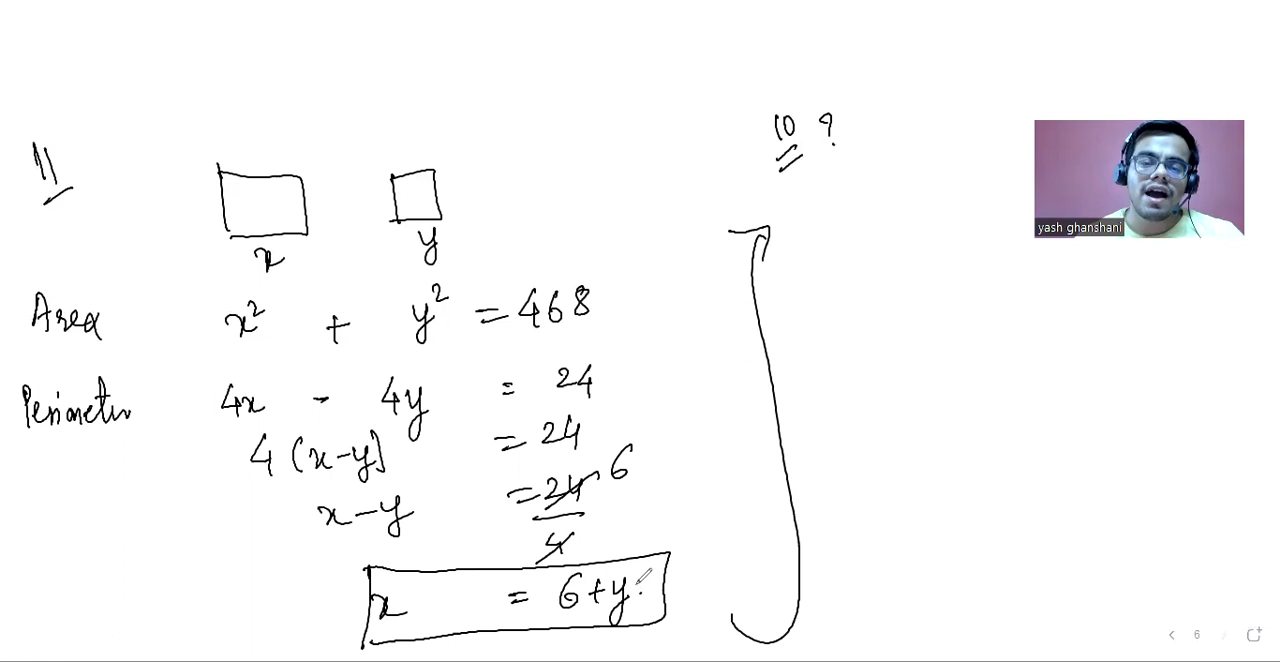 11
10 ?
x
y
Area x² + y² = 468
Perimeter 4x - 4y = 24
4 (x-y) = 24
x-y = 24/4 6
x = 6+y
yash ghanshani
< 6 /